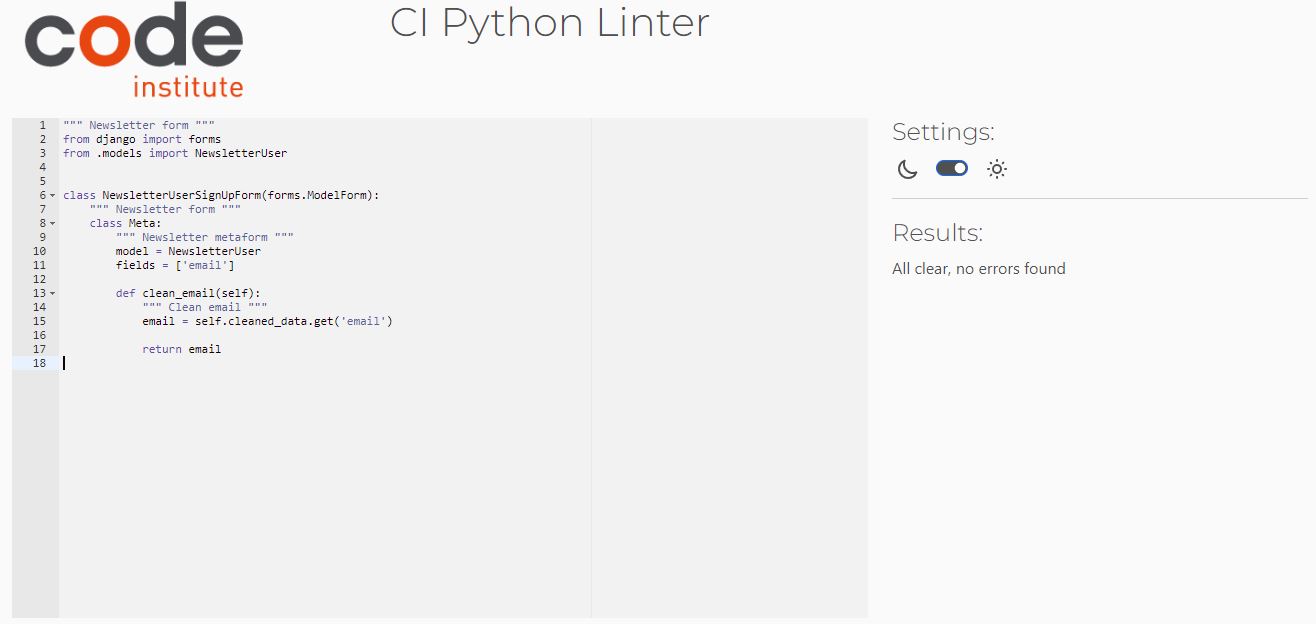 code
institute
CI Python Linter
1 """ Newsletter form """
2 from django import forms
3 from .models import NewsletterUser
4
5
6 class NewsletterUserSignUpForm(forms.ModelForm):
7     """ Newsletter form """
8     class Meta:
9         """ Newsletter metaform """
10         model = NewsletterUser
11         fields = ['email']
12
13         def clean_email(self):
14             """ Clean email """
15             email = self.cleaned_data.get('email')
16
17             return email
18
Settings:
Results:
All clear, no errors found